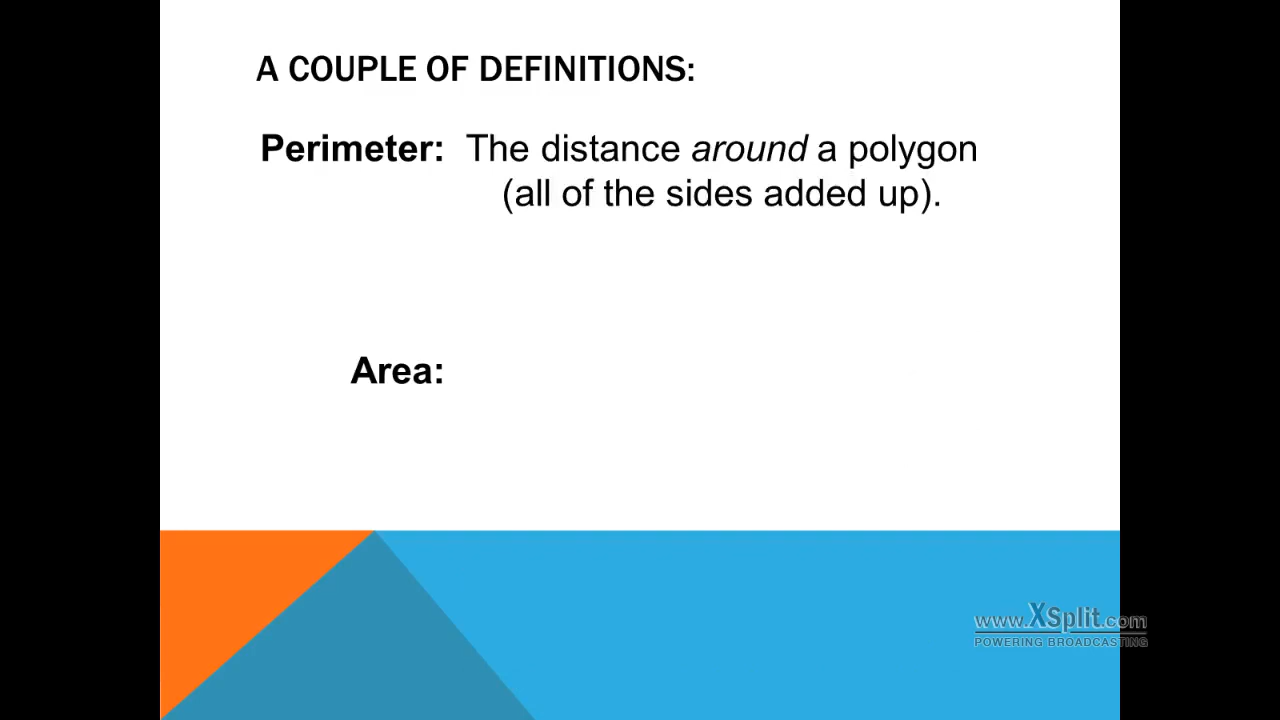 A COUPLE OF DEFINITIONS:
Perimeter: The distance around a polygon
(all of the sides added up).
Area:
www.XSplit.com
POWERING BROADCASTING